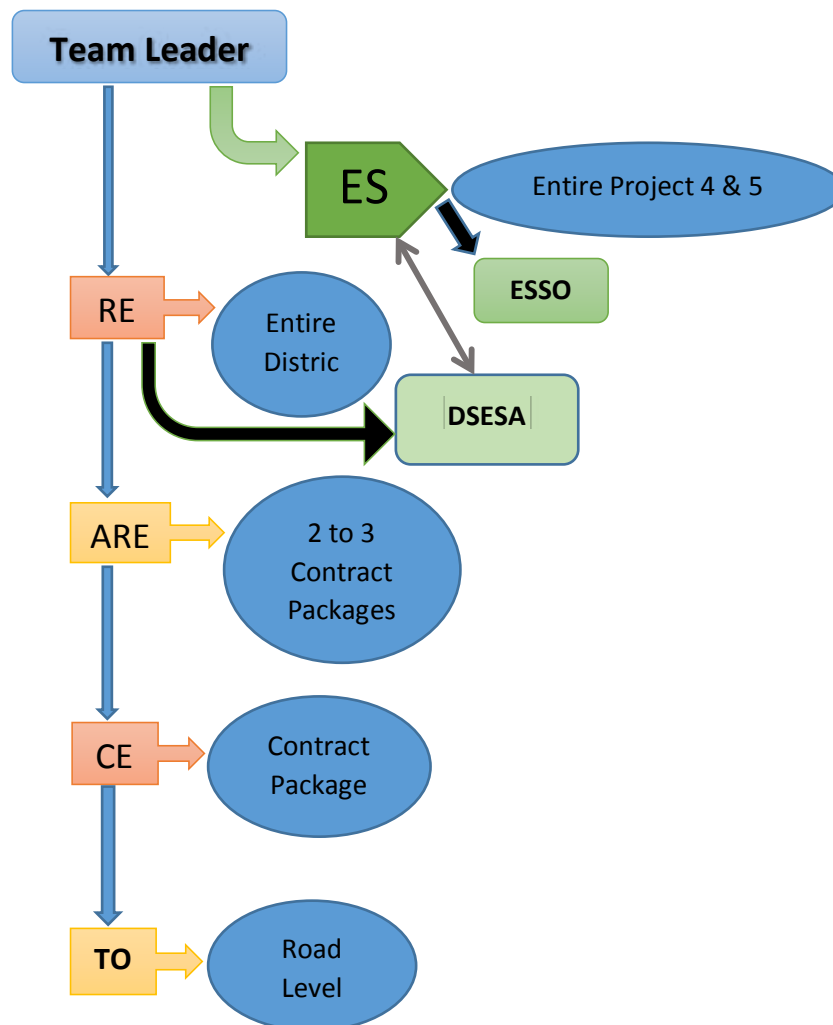 Team Leader
ES
Entire Project 4 & 5
ESSO
RE
Entire
Distric
DSESA
ARE
2 to 3
Contract
Packages
CE
Contract
Package
TO
Road
Level